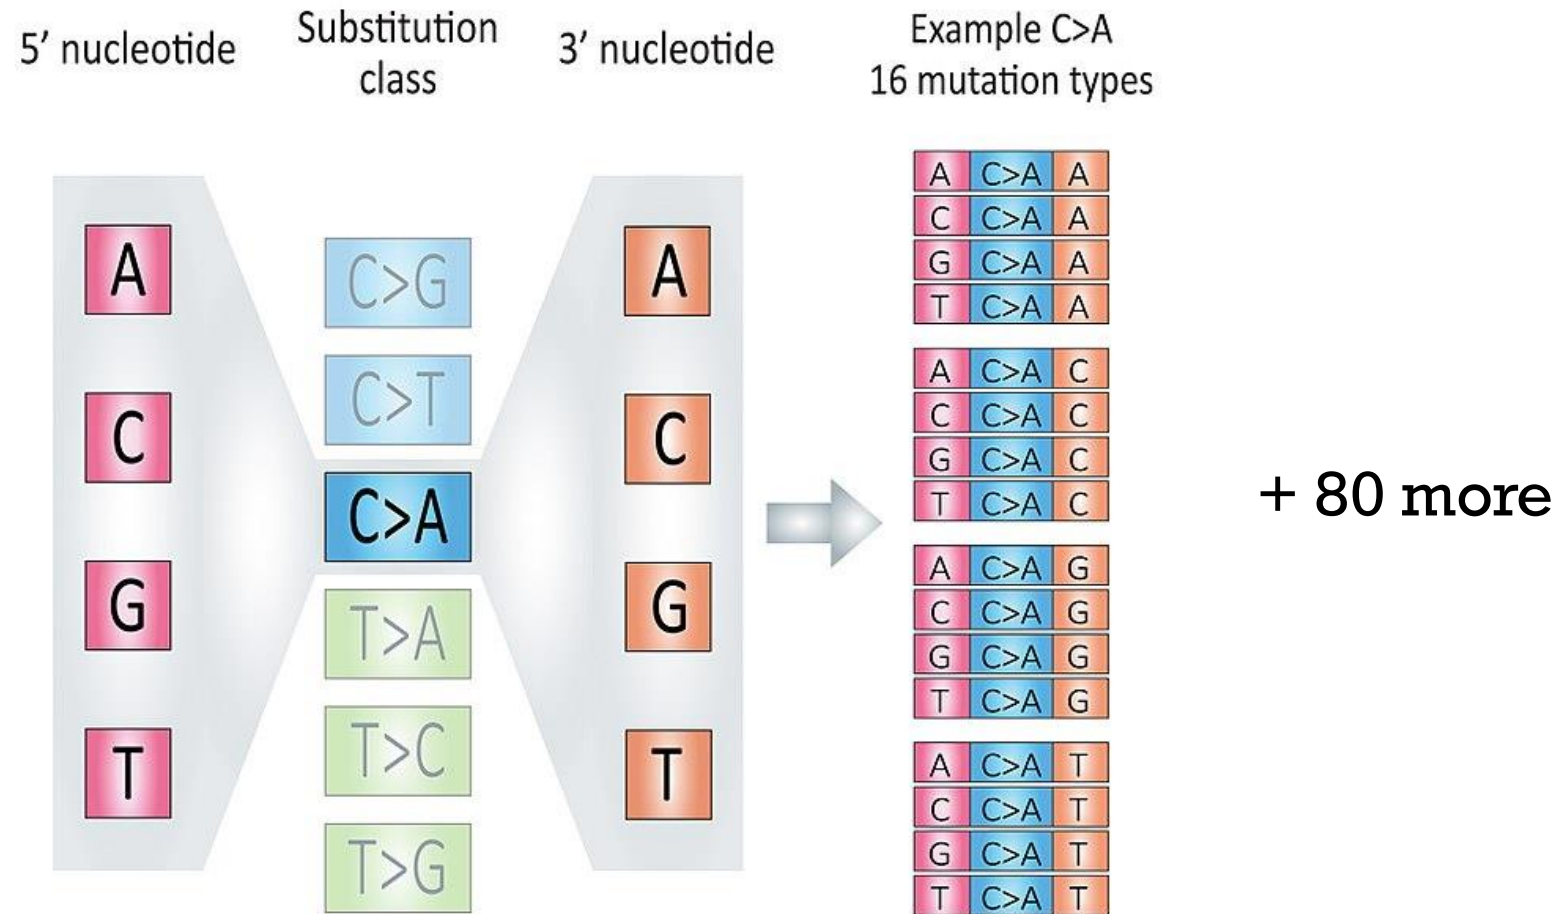 5′ nucleotide
Substitution
class
3′ nucleotide
Example C>A
16 mutation types
A
C
G
T
C>G
C>T
C>A
T>A
T>C
T>G
A
C
G
T
A C>A A
C C>A A
G C>A A
T C>A A
A C>A C
C C>A C
G C>A C
T C>A C
A C>A G
C C>A G
G C>A G
T C>A G
A C>A T
C C>A T
G C>A T
T C>A T
+ 80 more